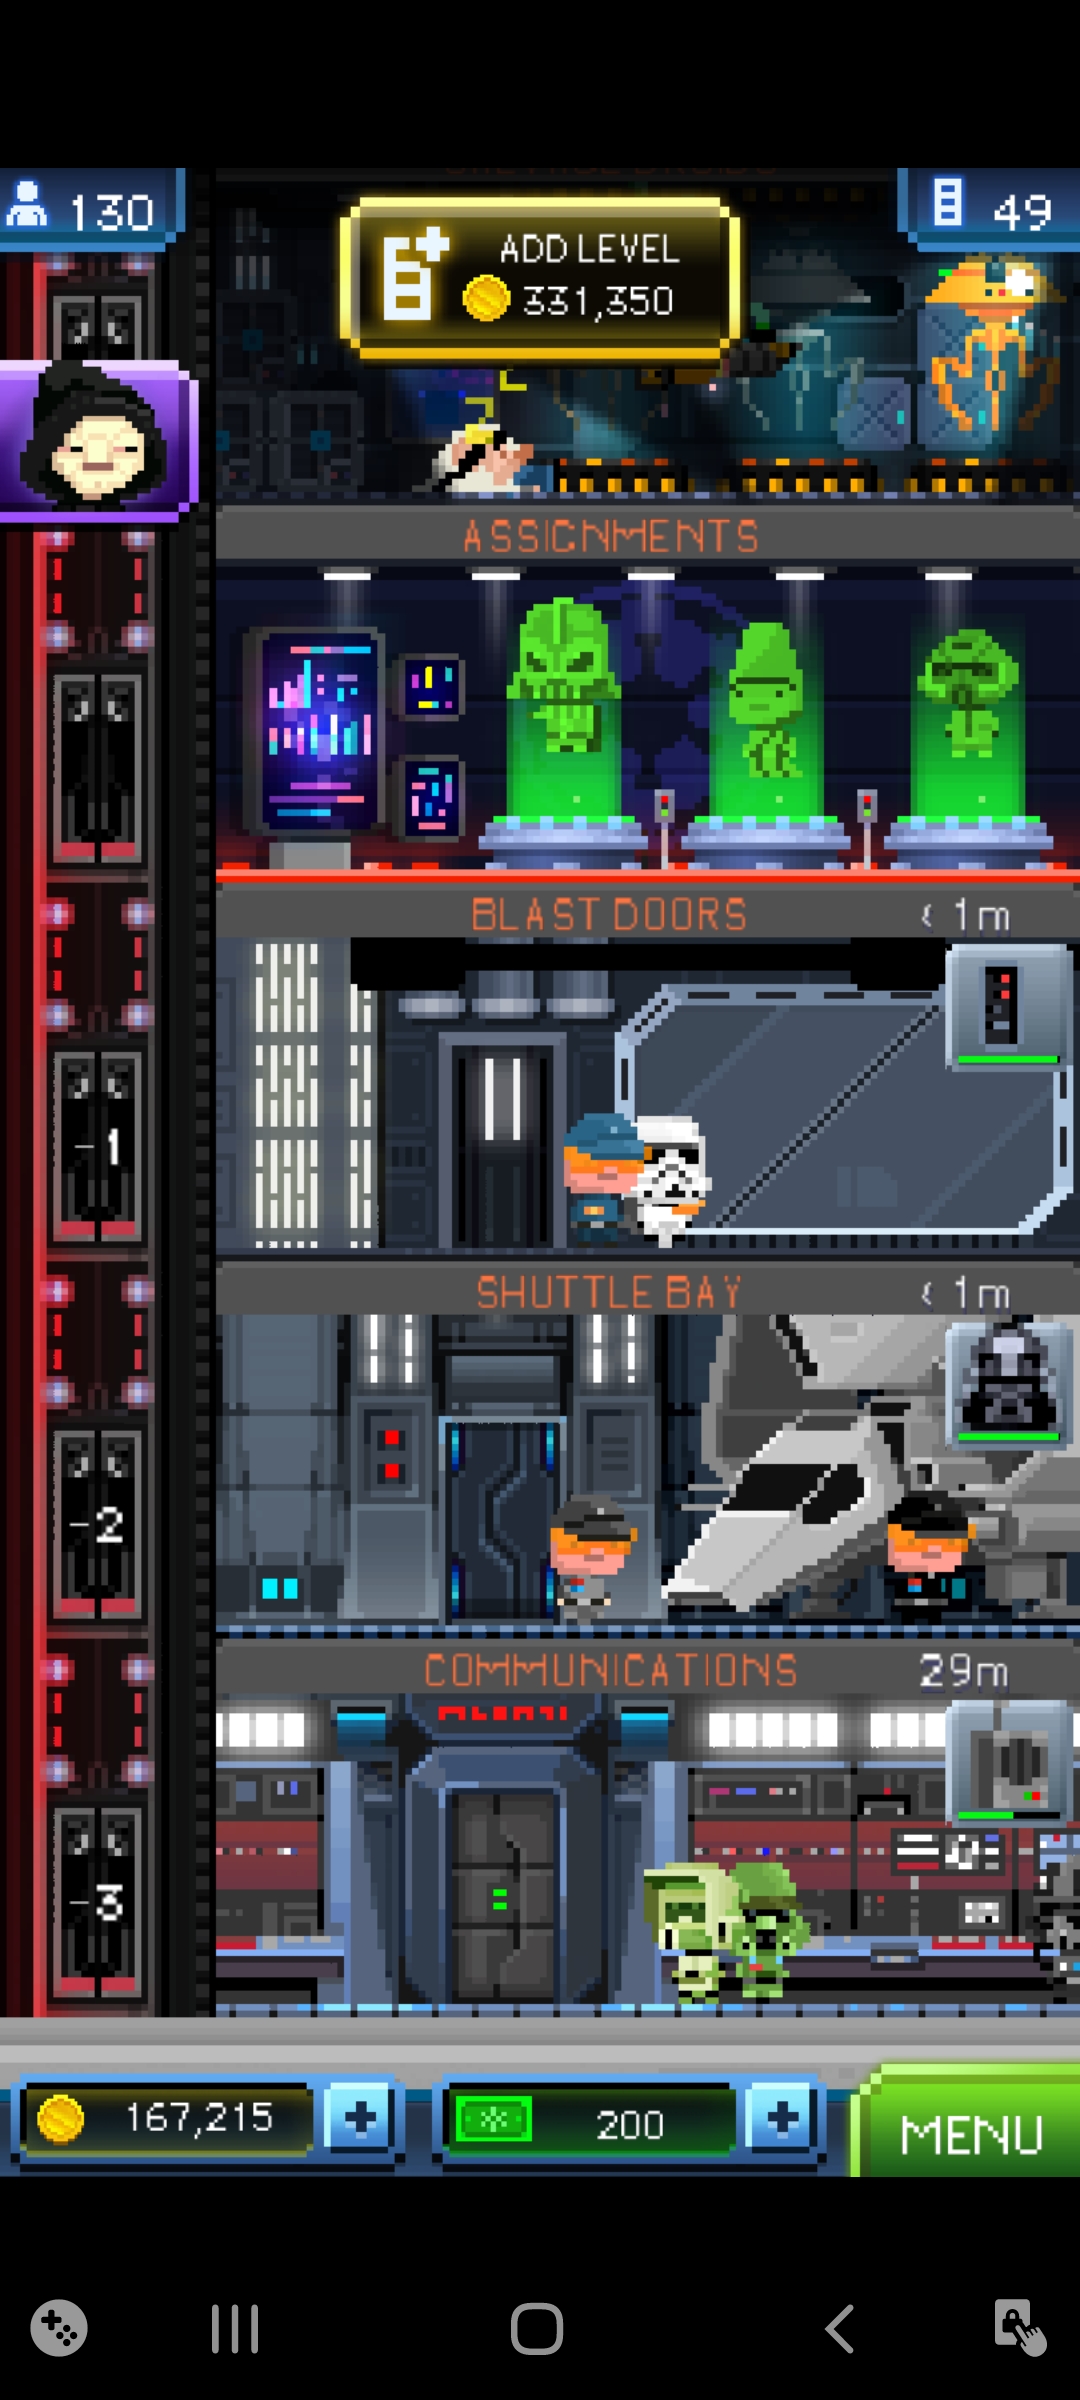 130
49
ADD LEVEL
331,350
ASSIGNMENTS
BLAST DOORS < 1m
-1
SHUTTLE BAY < 1m
-2
COMMUNICATIONS 29m
-3
167,215 + 200 + MENU